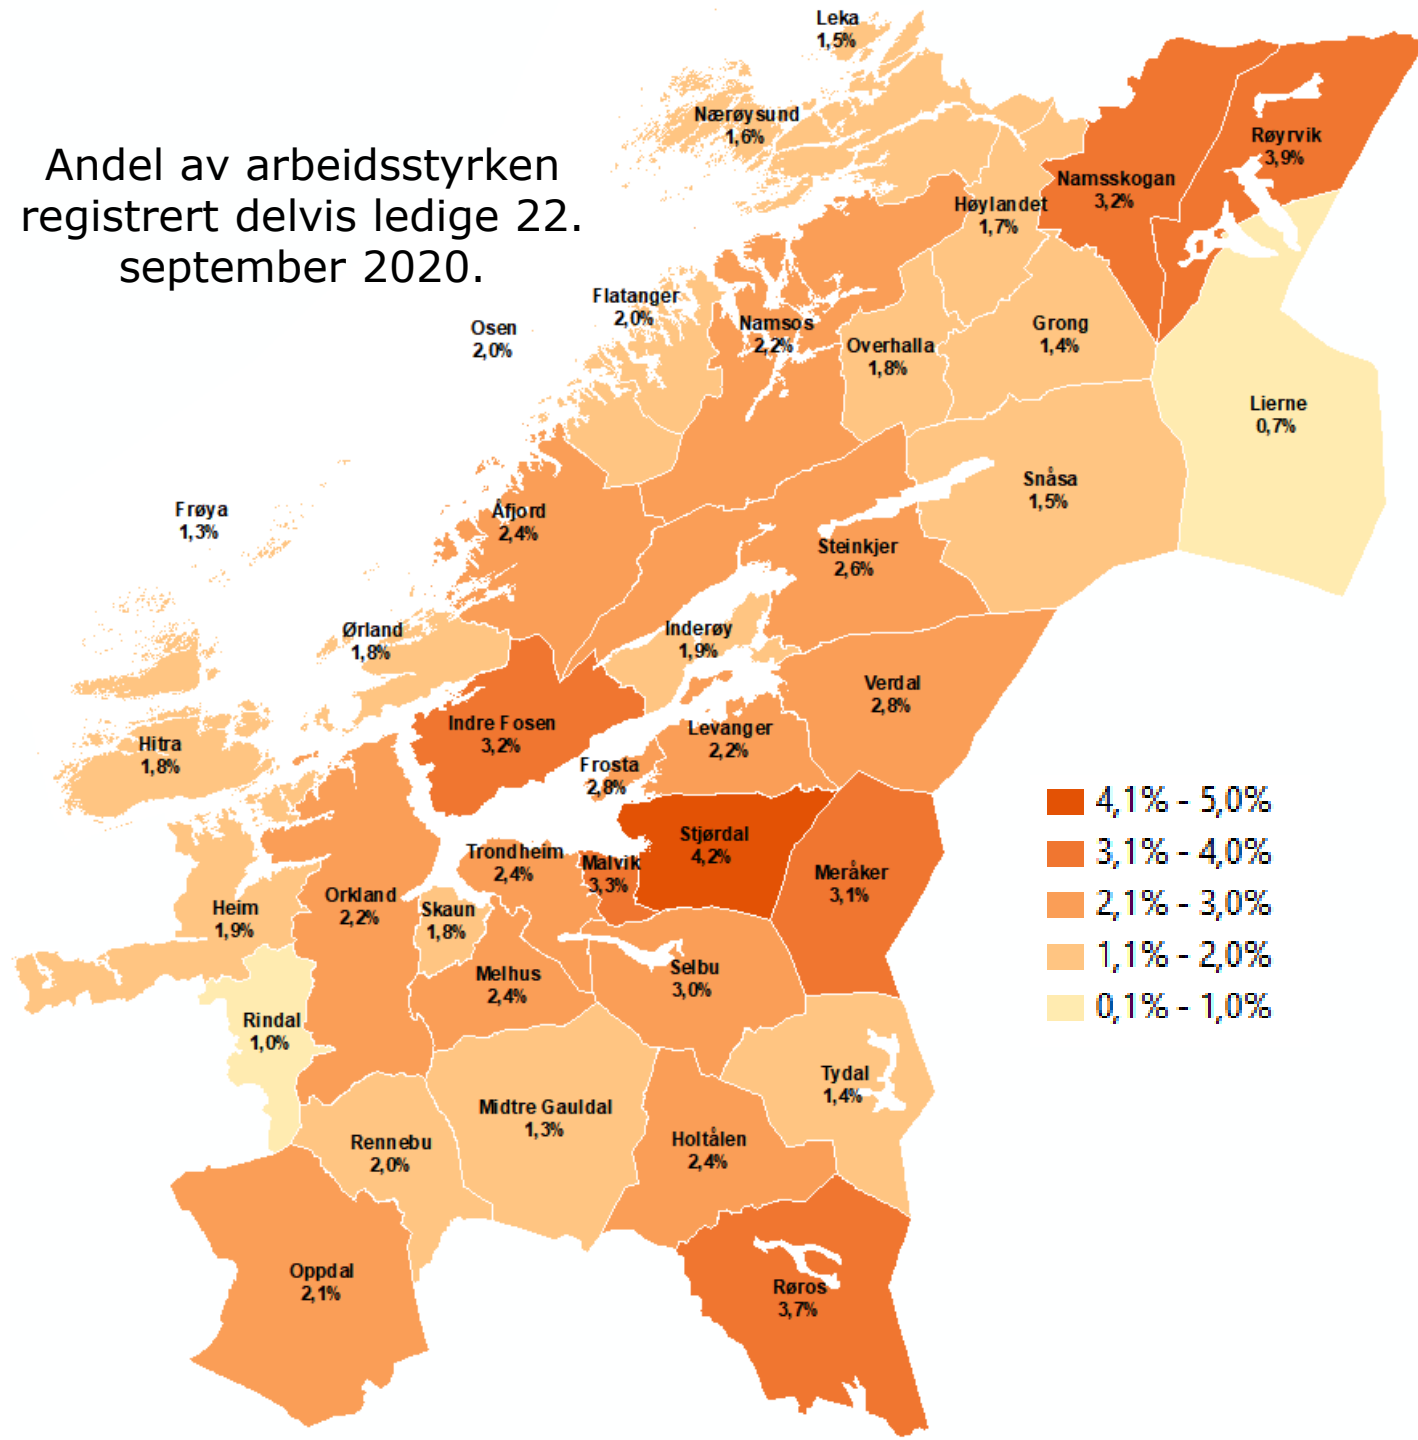 Andel av arbeidsstyrken
registrert delvis ledige 22.
september 2020.
Leka
1,5%
Nærøysund
1,6%
Røyrvik
3,9%
Namsskogan
3,2%
Høylandet
1,7%
Flatanger
2,0%
Osen
2,0%
Namsos
2,2%
Overhalla
1,8%
Grong
1,4%
Lierne
0,7%
Snåsa
1,5%
Frøya
1,3%
Åfjord
2,4%
Steinkjer
2,6%
Ørland
1,8%
Inderøy
1,9%
Verdal
2,8%
Indre Fosen
3,2%
Levanger
2,2%
Hitra
1,8%
Frosta
2,8%
Stjørdal
4,2%
Trondheim
2,4%
Malvik
3,3%
Meråker
3,1%
Orkland
2,2%
Skaun
1,8%
Heim
1,9%
Melhus
2,4%
Selbu
3,0%
Rindal
1,0%
Tydal
1,4%
Midtre Gauldal
1,3%
Rennebu
2,0%
Holtålen
2,4%
Oppdal
2,1%
Røros
3,7%
4,1% - 5,0%
3,1% - 4,0%
2,1% - 3,0%
1,1% - 2,0%
0,1% - 1,0%